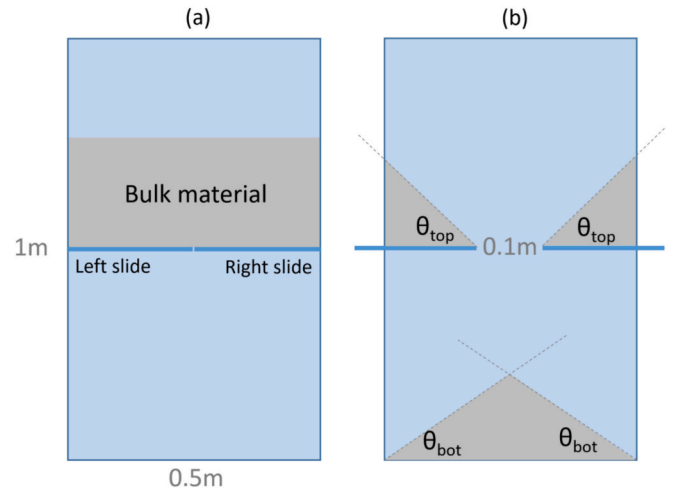 (a)
(b)
Bulk material
1m
Left slide
Right slide
0.5m
θtop
0.1m
θtop
θbot
θbot